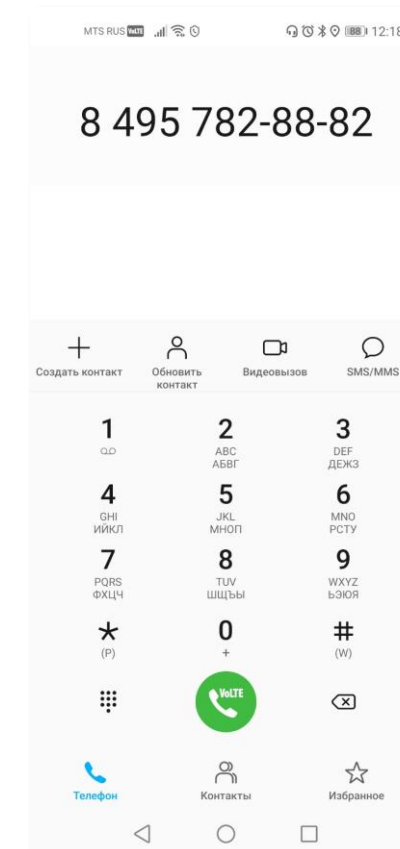 MTS RUS VoLTE 88 12:18
8 495 782-88-82
Создать контакт Обновить контакт Видеовызов SMS/MMS
1 2 3
ABC DEF
АБВГ ДЕЖЗ
4 5 6
GHI JKL MNO
ИЙКЛ МНОП РСТУ
7 8 9
PQRS TUV WXYZ
ФХЦЧ ШЩЪЫ ЬЭЮЯ
* 0 #
(P) + (W)
VoLTE
Телефон Контакты Избранное